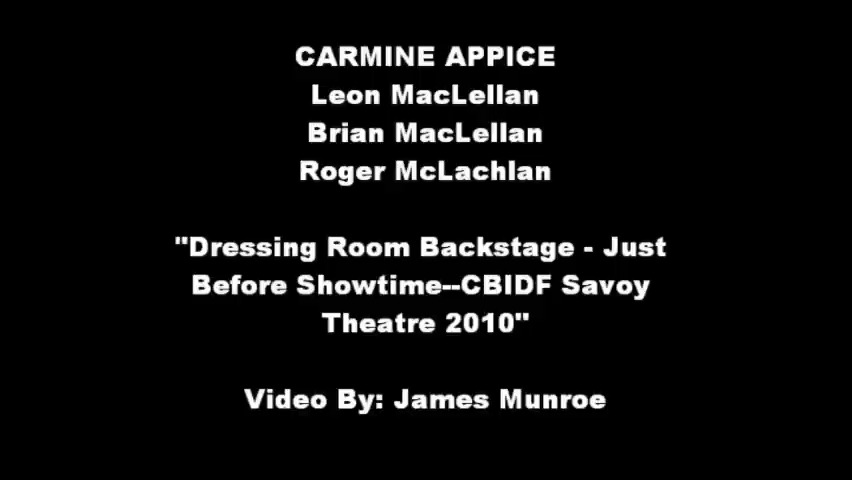 CARMINE APPICE
Leon MacLellan
Brian MacLellan
Roger McLachlan
"Dressing Room Backstage - Just
Before Showtime--CBIDF Savoy
Theatre 2010"
Video By: James Munroe